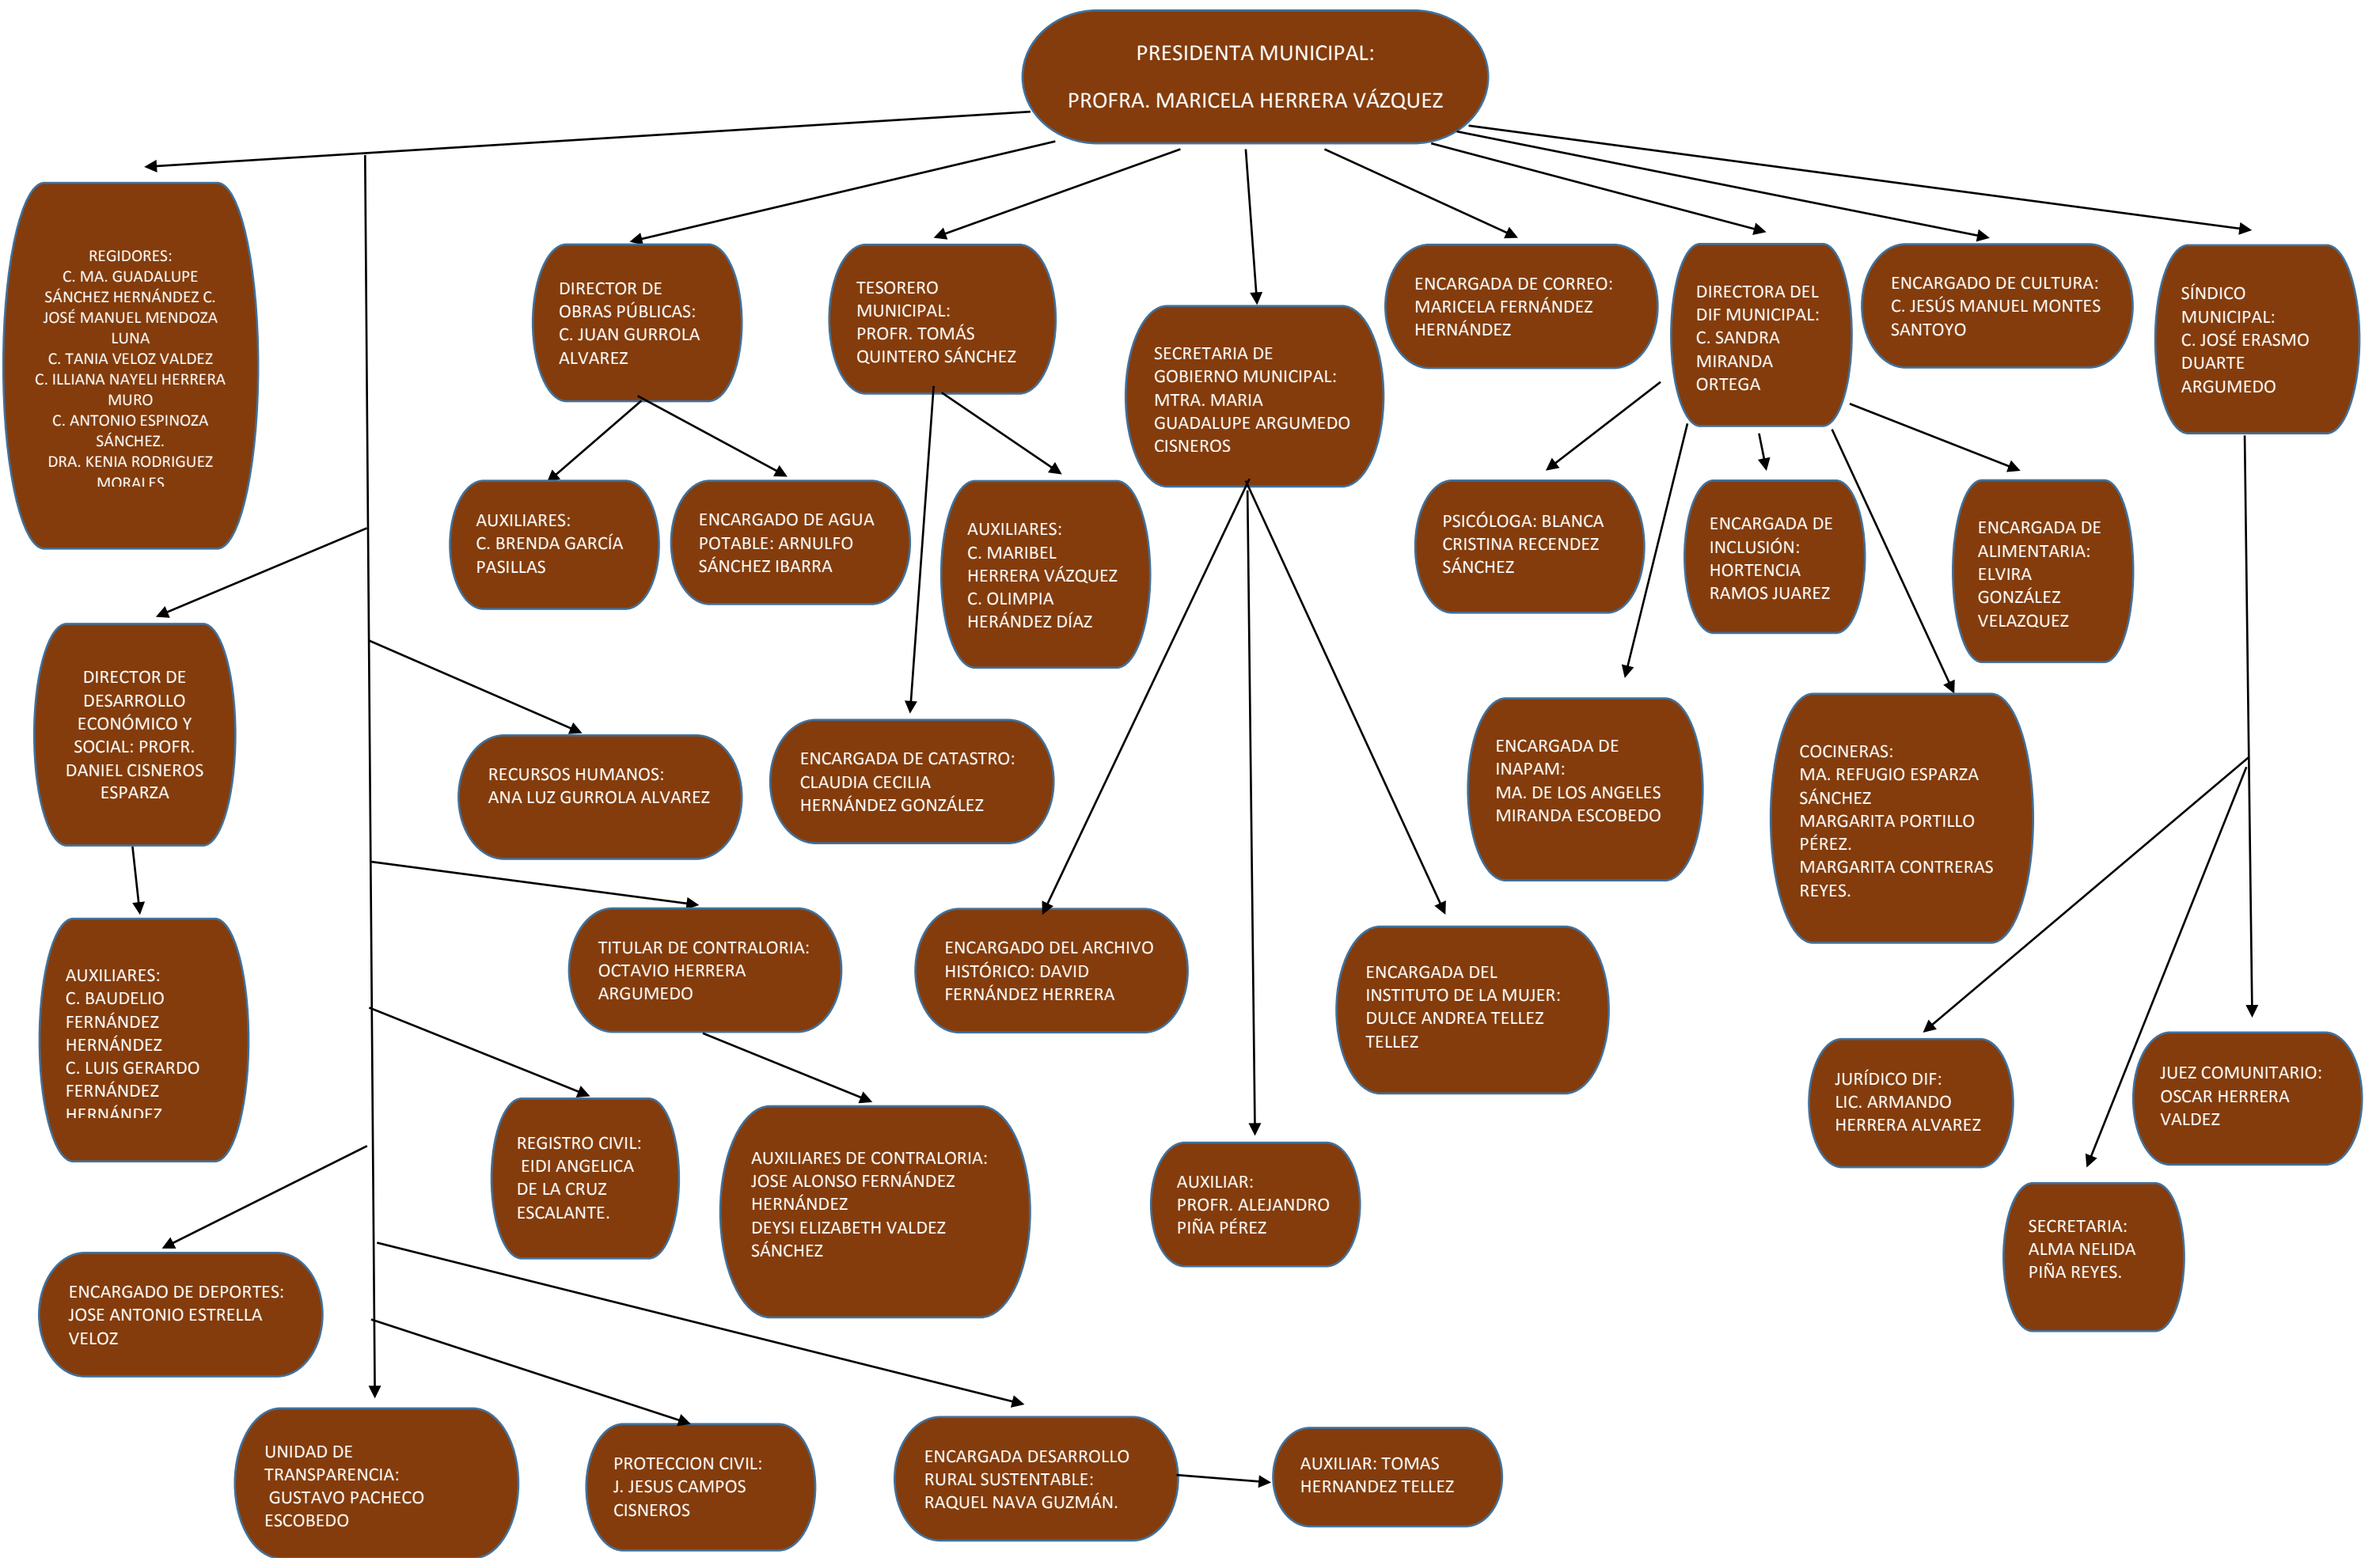 PRESIDENTA MUNICIPAL:
PROFRA. MARICELA HERRERA VÁZQUEZ
REGIDORES:
C. MA. GUADALUPE
SÁNCHEZ HERNÁNDEZ C.
JOSÉ MANUEL MENDOZA
LUNA
C. TANIA VELOZ VALDEZ
C. ILLIANA NAYELI HERRERA
MURO
C. ANTONIO ESPINOZA
SÁNCHEZ.
DRA. KENIA RODRIGUEZ
MORALES
DIRECTOR DE
OBRAS PÚBLICAS:
C. JUAN GURROLA
ALVAREZ
TESORERO
MUNICIPAL:
PROFR. TOMÁS
QUINTERO SÁNCHEZ
SECRETARIA DE
GOBIERNO MUNICIPAL:
MTRA. MARIA
GUADALUPE ARGUMEDO
CISNEROS
ENCARGADA DE CORREO:
MARICELA FERNÁNDEZ
HERNÁNDEZ
DIRECTORA DEL
DIF MUNICIPAL:
C. SANDRA
MIRANDA
ORTEGA
ENCARGADO DE CULTURA:
C. JESÚS MANUEL MONTES
SANTOYO
SÍNDICO
MUNICIPAL:
C. JOSÉ ERASMO
DUARTE
ARGUMEDO
AUXILIARES:
C. BRENDA GARCÍA
PASILLAS
ENCARGADO DE AGUA
POTABLE: ARNULFO
SÁNCHEZ IBARRA
AUXILIARES:
C. MARIBEL
HERRERA VÁZQUEZ
C. OLIMPIA
HERÁNDEZ DÍAZ
PSICÓLOGA: BLANCA
CRISTINA RECENDEZ
SÁNCHEZ
ENCARGADA DE
INCLUSIÓN:
HORTENCIA
RAMOS JUAREZ
ENCARGADA DE
ALIMENTARIA:
ELVIRA
GONZÁLEZ
VELAZQUEZ
DIRECTOR DE
DESARROLLO
ECONÓMICO Y
SOCIAL: PROFR.
DANIEL CISNEROS
ESPARZA
RECURSOS HUMANOS:
ANA LUZ GURROLA ALVAREZ
ENCARGADA DE CATASTRO:
CLAUDIA CECILIA
HERNÁNDEZ GONZÁLEZ
ENCARGADA DE
INAPAM:
MA. DE LOS ANGELES
MIRANDA ESCOBEDO
COCINERAS:
MA. REFUGIO ESPARZA
SÁNCHEZ
MARGARITA PORTILLO
PÉREZ.
MARGARITA CONTRERAS
REYES.
AUXILIARES:
C. BAUDELIO
FERNÁNDEZ
HERNÁNDEZ
C. LUIS GERARDO
FERNÁNDEZ
HERNÁNDEZ
TITULAR DE CONTRALORIA:
OCTAVIO HERRERA
ARGUMEDO
ENCARGADO DEL ARCHIVO
HISTÓRICO: DAVID
FERNÁNDEZ HERRERA
ENCARGADA DEL
INSTITUTO DE LA MUJER:
DULCE ANDREA TELLEZ
TELLEZ
JURÍDICO DIF:
LIC. ARMANDO
HERRERA ALVAREZ
JUEZ COMUNITARIO:
OSCAR HERRERA
VALDEZ
REGISTRO CIVIL:
EIDI ANGELICA
DE LA CRUZ
ESCALANTE.
AUXILIARES DE CONTRALORIA:
JOSE ALONSO FERNÁNDEZ
HERNÁNDEZ
DEYSI ELIZABETH VALDEZ
SÁNCHEZ
AUXILIAR:
PROFR. ALEJANDRO
PIÑA PÉREZ
SECRETARIA:
ALMA NELIDA
PIÑA REYES.
ENCARGADO DE DEPORTES:
JOSE ANTONIO ESTRELLA
VELOZ
UNIDAD DE
TRANSPARENCIA:
GUSTAVO PACHECO
ESCOBEDO
PROTECCION CIVIL:
J. JESUS CAMPOS
CISNEROS
ENCARGADA DESARROLLO
RURAL SUSTENTABLE:
RAQUEL NAVA GUZMÁN.
AUXILIAR: TOMAS
HERNANDEZ TELLEZ